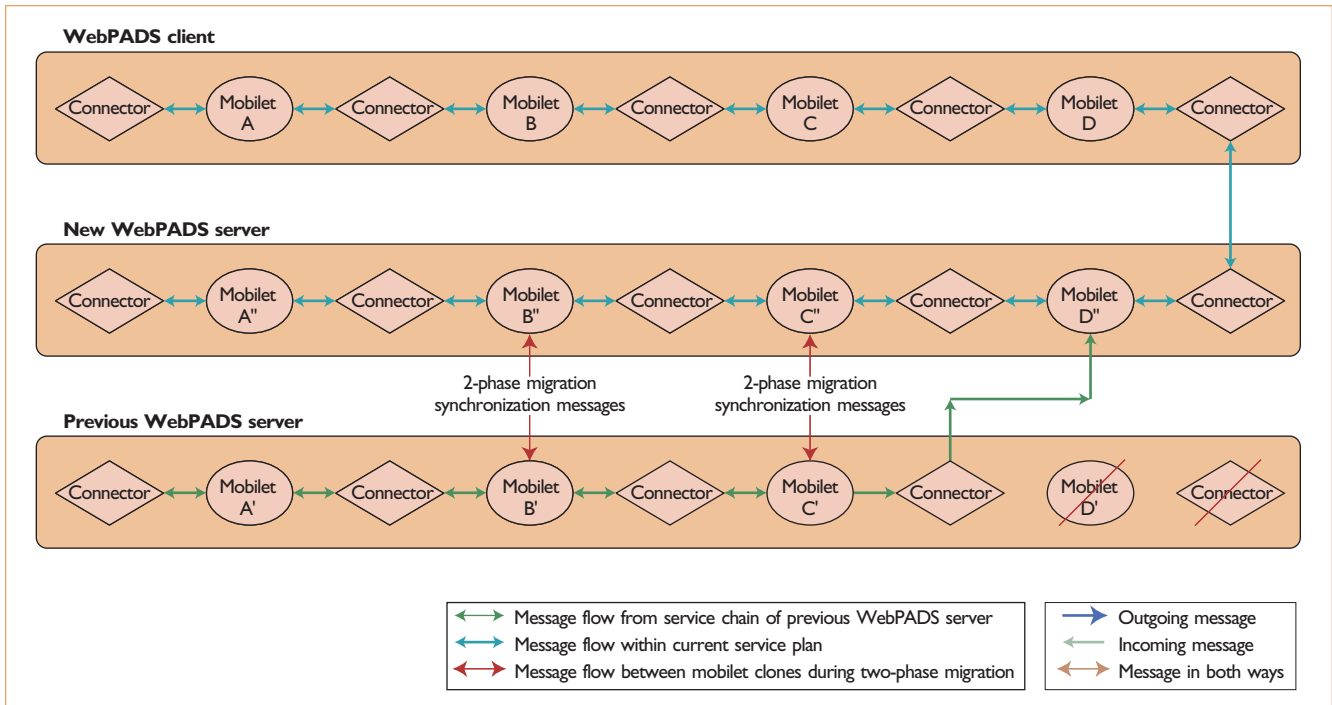 WebPADS client
Connector
Mobilet
A
Connector
Mobilet
B
Connector
Mobilet
C
Connector
Mobilet
D
Connector
New WebPADS server
Connector
Mobilet
A"
Connector
Mobilet
B"
Connector
Mobilet
C"
Connector
Mobilet
D"
Connector
2-phase migration
synchronization messages
2-phase migration
synchronization messages
Previous WebPADS server
Connector
Mobilet
A'
Connector
Mobilet
B'
Connector
Mobilet
C'
Connector
Mobilet
D'
Connector
Message flow from service chain of previous WebPADS server
Message flow within current service plan
Message flow between mobilet clones during two-phase migration
Outgoing message
Incoming message
Message in both ways